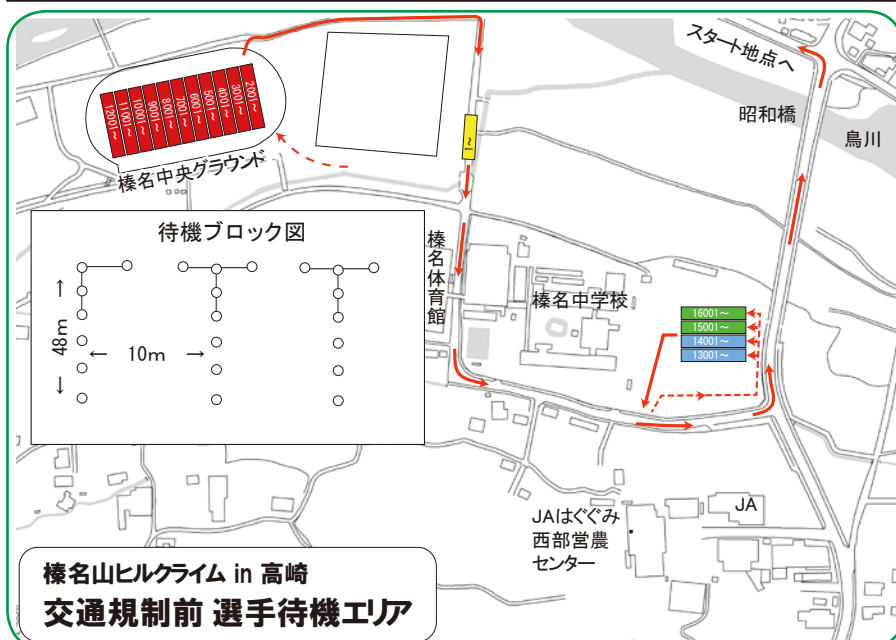 スタート地点へ
昭和橋
烏川
12001～
11001～
10001～
9001～
8001～
7001～
6001～
5001～
4001～
3001～
2001～
榛名中央グラウンド
1～
待機ブロック図
48m
10m
榛名体育館
榛名中学校
16001～
15001～
14001～
13001～
JAはぐくみ
西部営農
センター
JA
榛名山ヒルクライム in 高崎
交通規制前 選手待機エリア